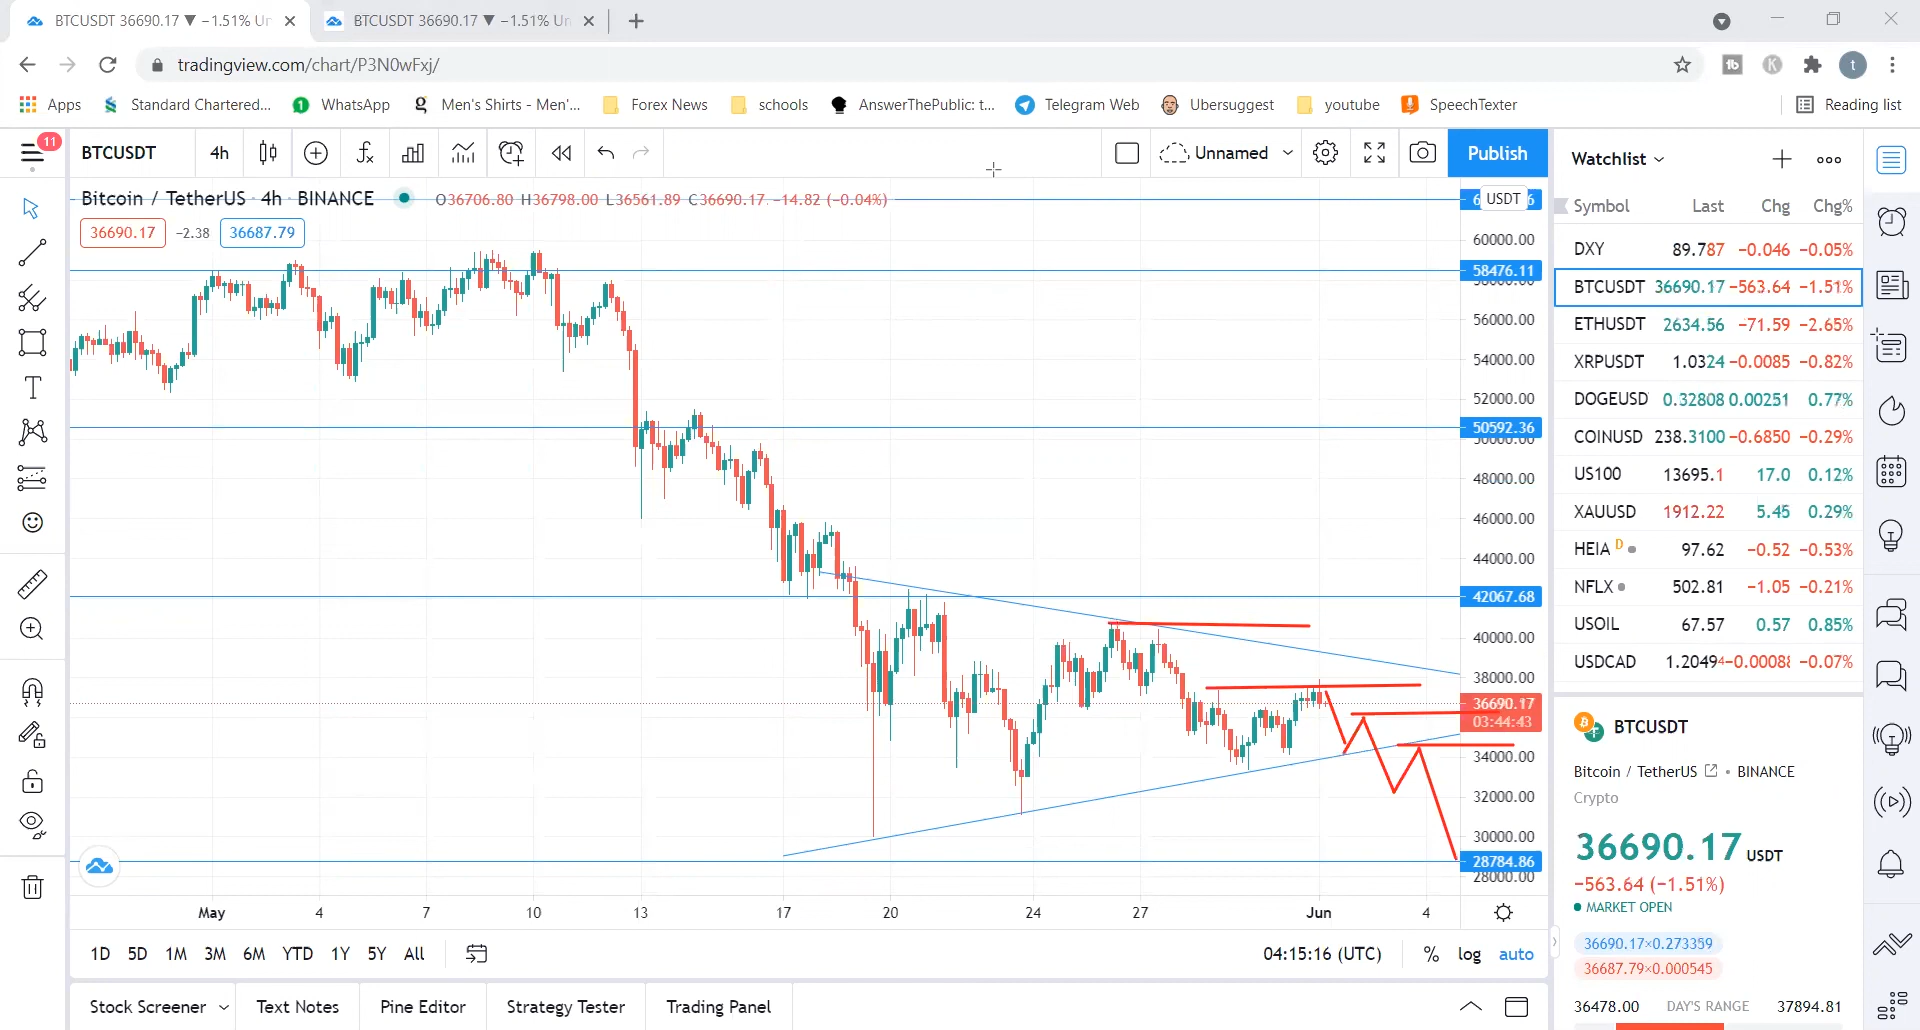 BTCUSDT 36690.17 ▼ −1.51% Un
BTCUSDT 36690.17 ▼ −1.51% Un
tradingview.com/chart/P3N0wFxj/
t
Apps
Standard Chartered...
WhatsApp
Men's Shirts - Men'...
Forex News
schools
AnswerThePublic: t...
Telegram Web
Ubersuggest
youtube
SpeechTexter
Reading list
11
BTCUSDT
4h
Unnamed
Publish
Watchlist
Bitcoin / TetherUS · 4h · BINANCE
O36706.80 H36798.00 L36561.89 C36690.17 −14.82 (−0.04%)
36690.17
−2.38
36687.79
USDT
60000.00
58476.11
56000.00
54000.00
52000.00
50592.36
50000.00
48000.00
46000.00
44000.00
42067.68
40000.00
38000.00
36690.17
03:44:43
34000.00
32000.00
30000.00
28784.86
28000.00
May 4 7 10 13 17 20 24 27 Jun 4
1D 5D 1M 3M 6M YTD 1Y 5Y All
04:15:16 (UTC)
% log auto
Stock Screener
Text Notes
Pine Editor
Strategy Tester
Trading Panel
Symbol Last Chg Chg%
DXY 89.787 −0.046 −0.05%
BTCUSDT 36690.17 −563.64 −1.51%
ETHUSDT 2634.56 −71.59 −2.65%
XRPUSDT 1.0324 −0.0085 −0.82%
DOGEUSD 0.32808 0.00251 0.77%
COINUSD 238.3100 −0.6850 −0.29%
US100 13695.1 17.0 0.12%
XAUUSD 1912.22 5.45 0.29%
HEIA D 97.62 −0.52 −0.53%
NFLX 502.81 −1.05 −0.21%
USOIL 67.57 0.57 0.85%
USDCAD 1.20494 −0.00088 −0.07%
BTCUSDT
Bitcoin / TetherUS • BINANCE
Crypto
36690.17 USDT
−563.64 (−1.51%)
MARKET OPEN
36690.17×0.273359
36687.79×0.000545
36478.00 DAY'S RANGE 37894.81